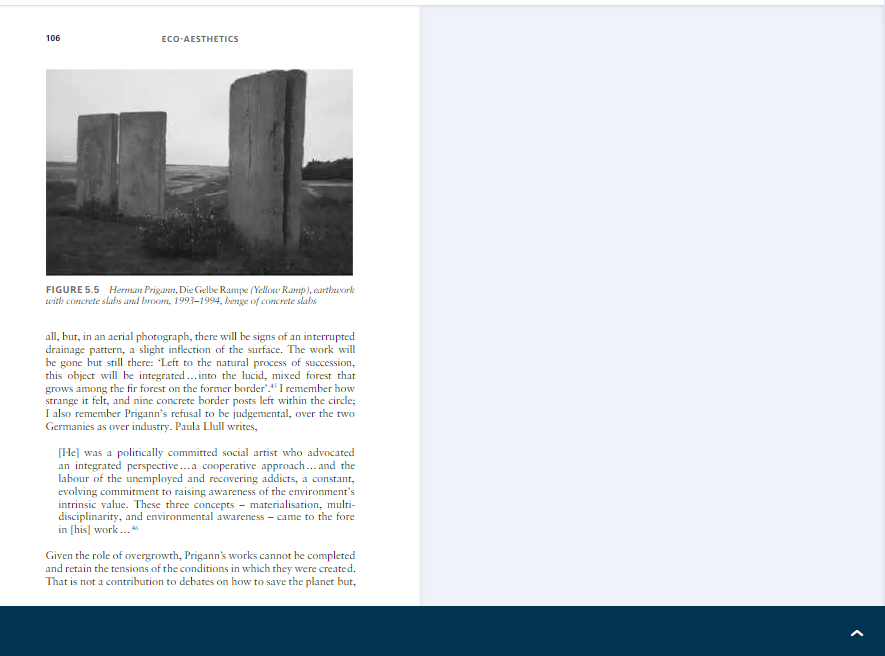 106
ECO-AESTHETICS
FIGURE 5.5 Herman Prigann, Die Gelbe Rampe (Yellow Ramp), earthwork
with concrete slabs and broom, 1993–1994, henge of concrete slabs
all, but, in an aerial photograph, there will be signs of an interrupted
drainage pattern, a slight inflection of the surface. The work will
be gone but still there: ‘Left to the natural process of succession,
this object will be integrated…into the lucid, mixed forest that
grows among the fir forest on the former border’.⁴⁵ I remember how
strange it felt, and nine concrete border posts left within the circle;
I also remember Prigann’s refusal to be judgemental, over the two
Germanies as over industry. Paula Llull writes,
[He] was a politically committed social artist who advocated
an integrated perspective…a cooperative approach…and the
labour of the unemployed and recovering addicts, a constant,
evolving commitment to raising awareness of the environment’s
intrinsic value. These three concepts – materialisation, multi-
disciplinarity, and environmental awareness – came to the fore
in [his] work…⁴⁶
Given the role of overgrowth, Prigann’s works cannot be completed
and retain the tensions of the conditions in which they were created.
That is not a contribution to debates on how to save the planet but,